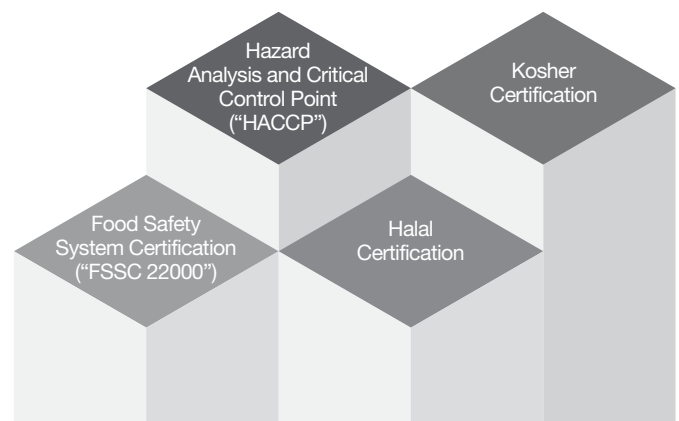 Hazard
Analysis and Critical
Control Point
(“HACCP”)
Kosher
Certification
Food Safety
System Certification
(“FSSC 22000”)
Halal
Certification